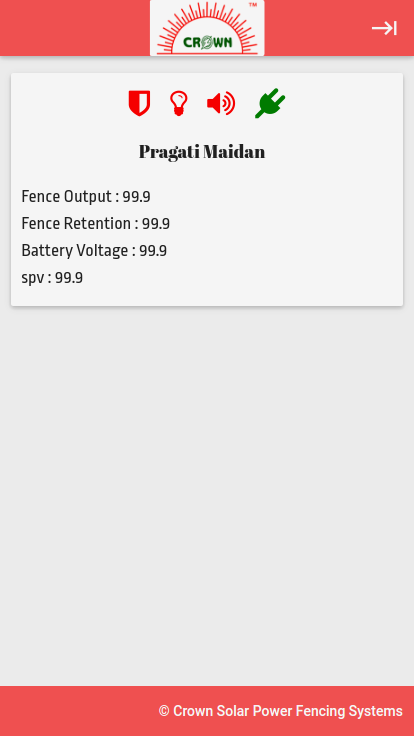 TM
CROWN
Pragati Maidan
Fence Output : 99.9
Fence Retention : 99.9
Battery Voltage : 99.9
spv : 99.9
© Crown Solar Power Fencing Systems